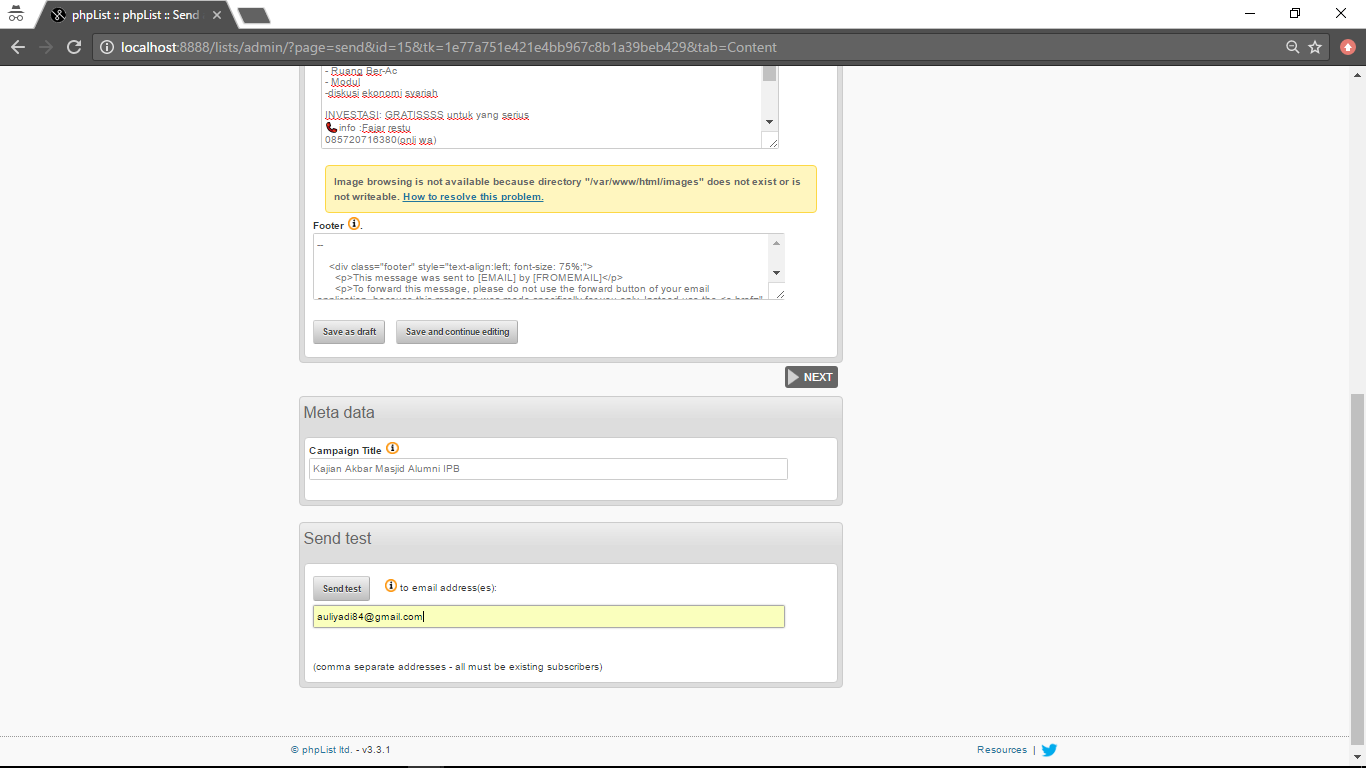 phpList :: phpList :: Send
localhost:8888/lists/admin/?page=send&id=15&tk=1e77a751e421e4bb967c8b1a39beb429&tab=Content
- Ruang Ber-Ac
- Modul
-diskusi ekonomi syariah
INVESTASI: GRATISSSS untuk yang serius
info :Fajar restu
085720716380(onli wa)
Image browsing is not available because directory "/var/www/html/images" does not exist or is
not writeable. How to resolve this problem.
Footer i.
--
<div class="footer" style="text-align:left; font-size: 75%;">
<p>This message was sent to [EMAIL] by [FROMEMAIL]</p>
<p>To forward this message, please do not use the forward button of your email
application, because this message was made specifically for you only. Instead use the <a href="
Save as draft Save and continue editing
NEXT
Meta data
Campaign Title i
Kajian Akbar Masjid Alumni IPB
Send test
Send test i to email address(es):
auliyadi84@gmail.com
(comma separate addresses - all must be existing subscribers)
© phpList ltd. - v3.3.1
Resources |